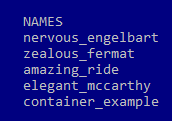 NAMES
nervous_engelbart
zealous_fermat
amazing_ride
elegant_mccarthy
container_example